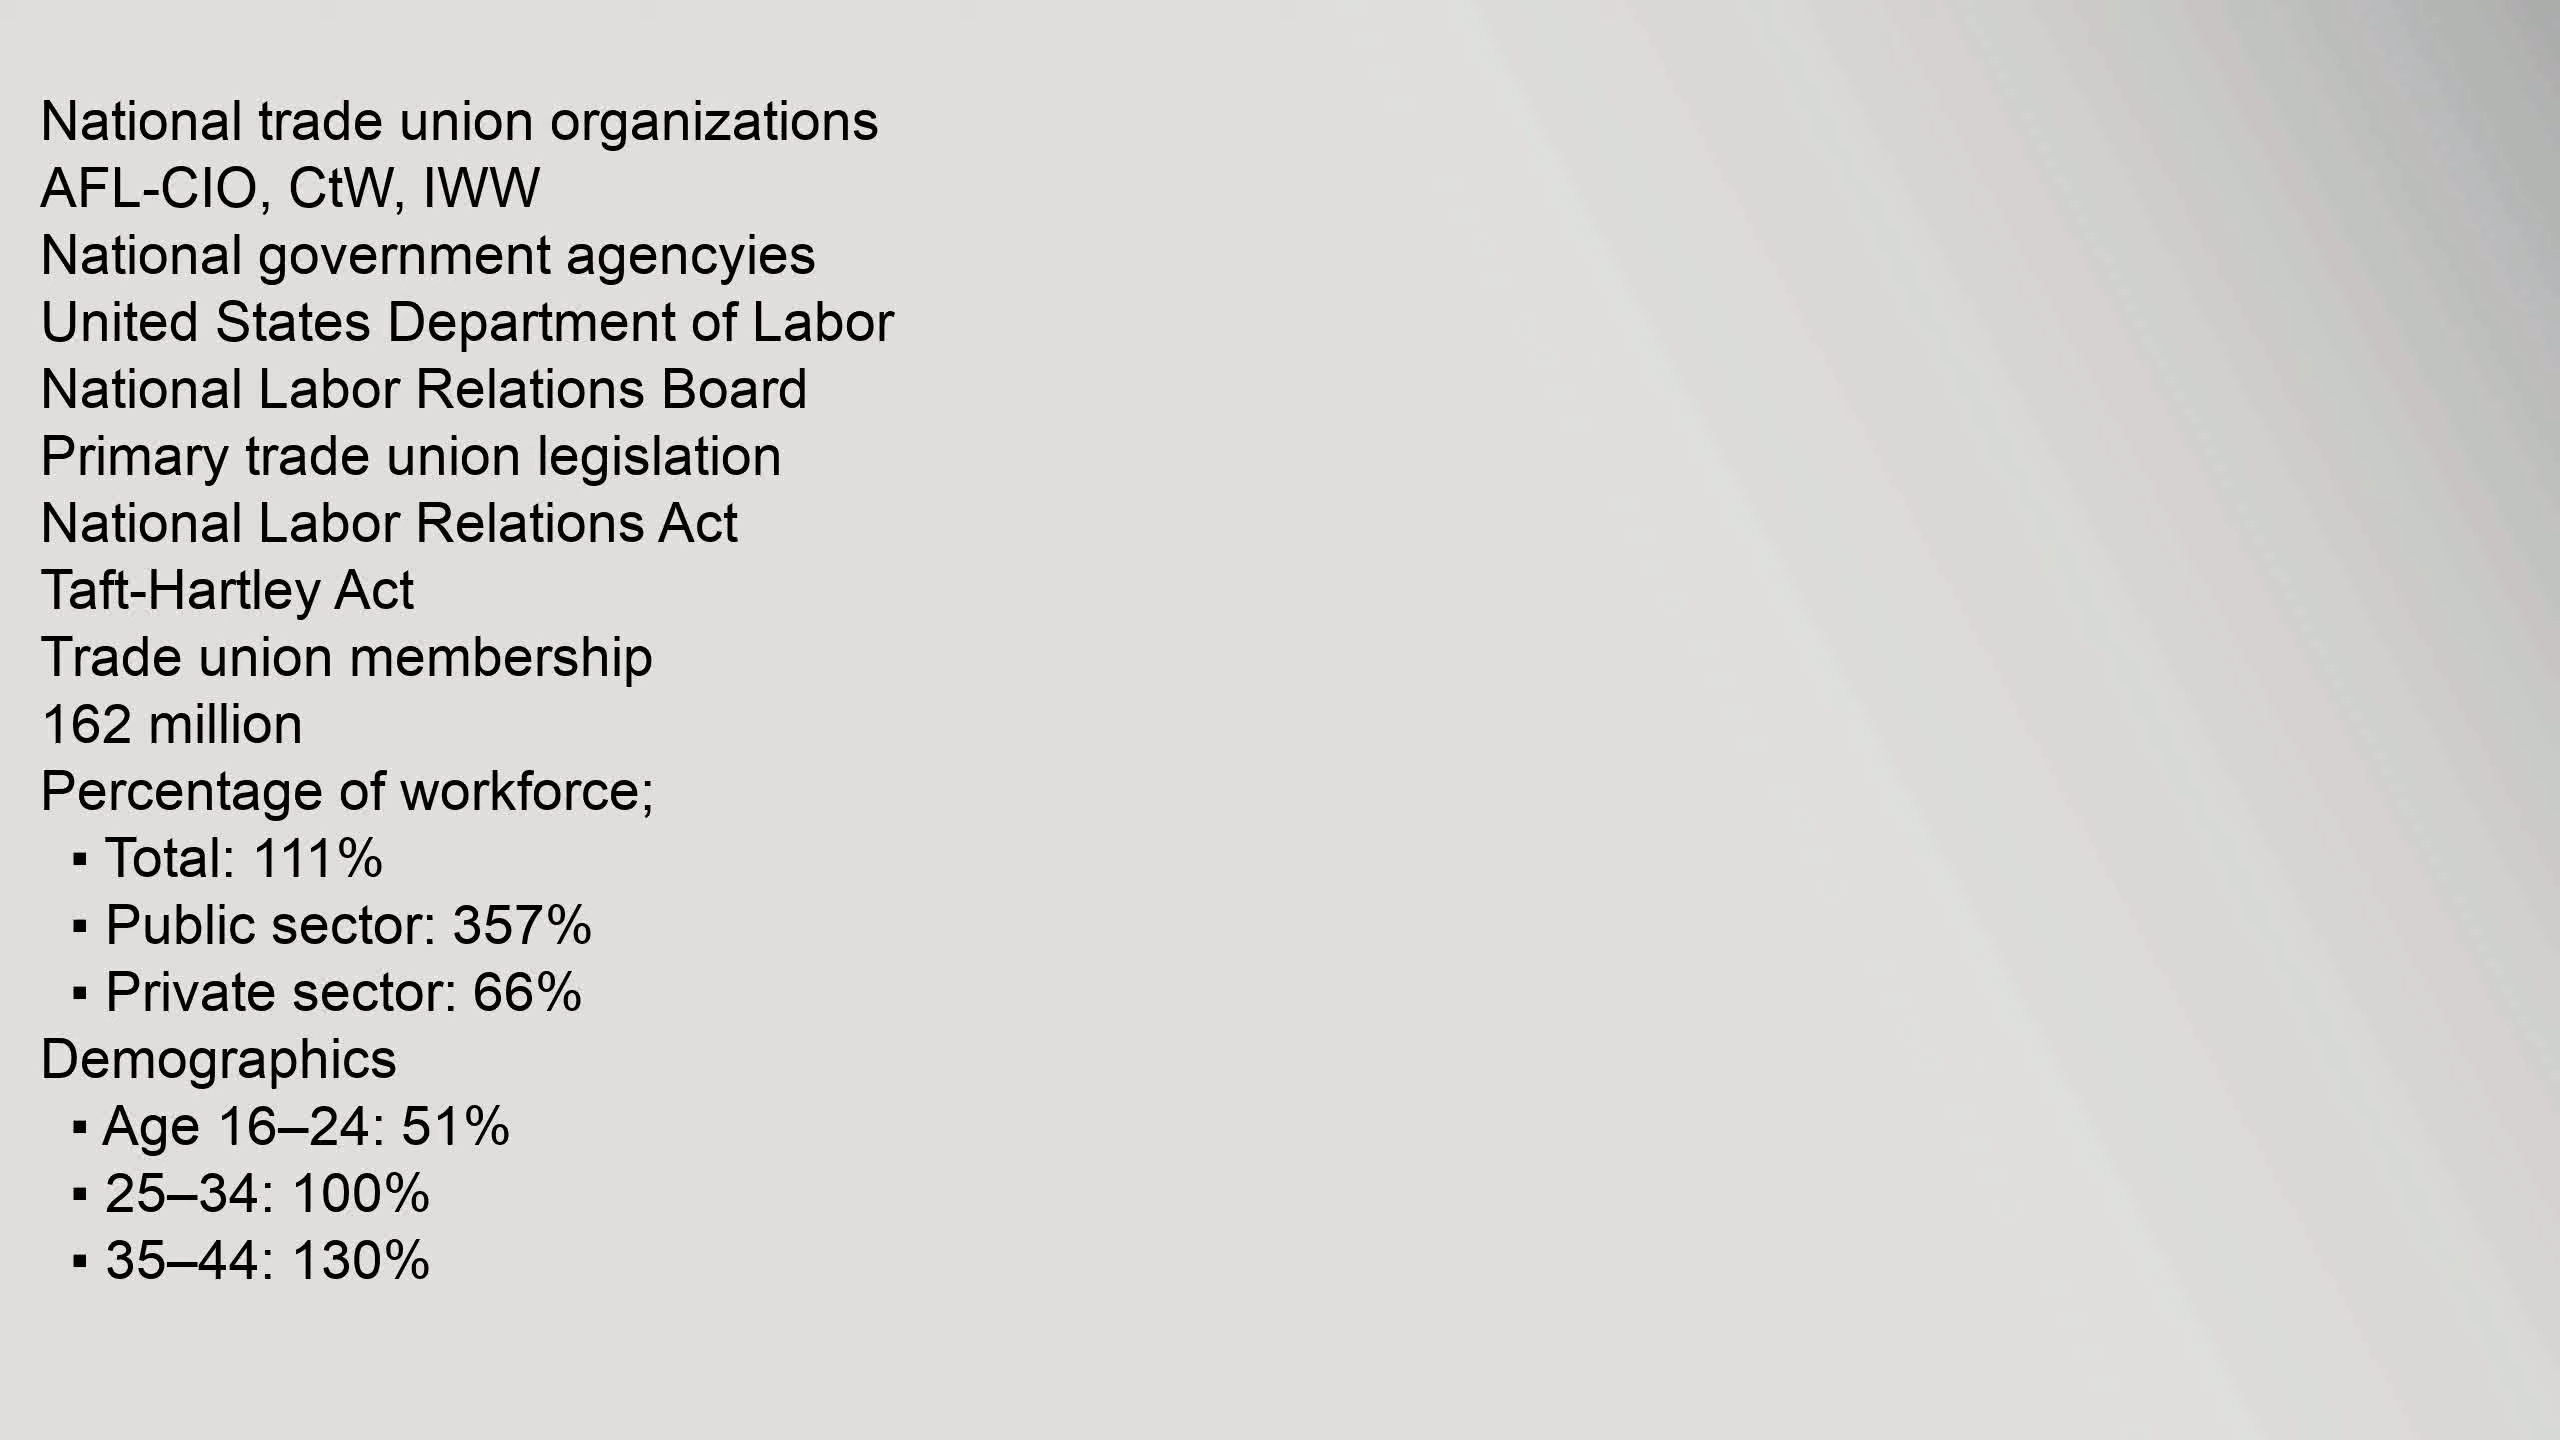 National trade union organizations
AFL-CIO, CtW, IWW
National government agencyies
United States Department of Labor
National Labor Relations Board
Primary trade union legislation
National Labor Relations Act
Taft-Hartley Act
Trade union membership
162 million
Percentage of workforce;
▪ Total: 111%
▪ Public sector: 357%
▪ Private sector: 66%
Demographics
▪ Age 16–24: 51%
▪ 25–34: 100%
▪ 35–44: 130%